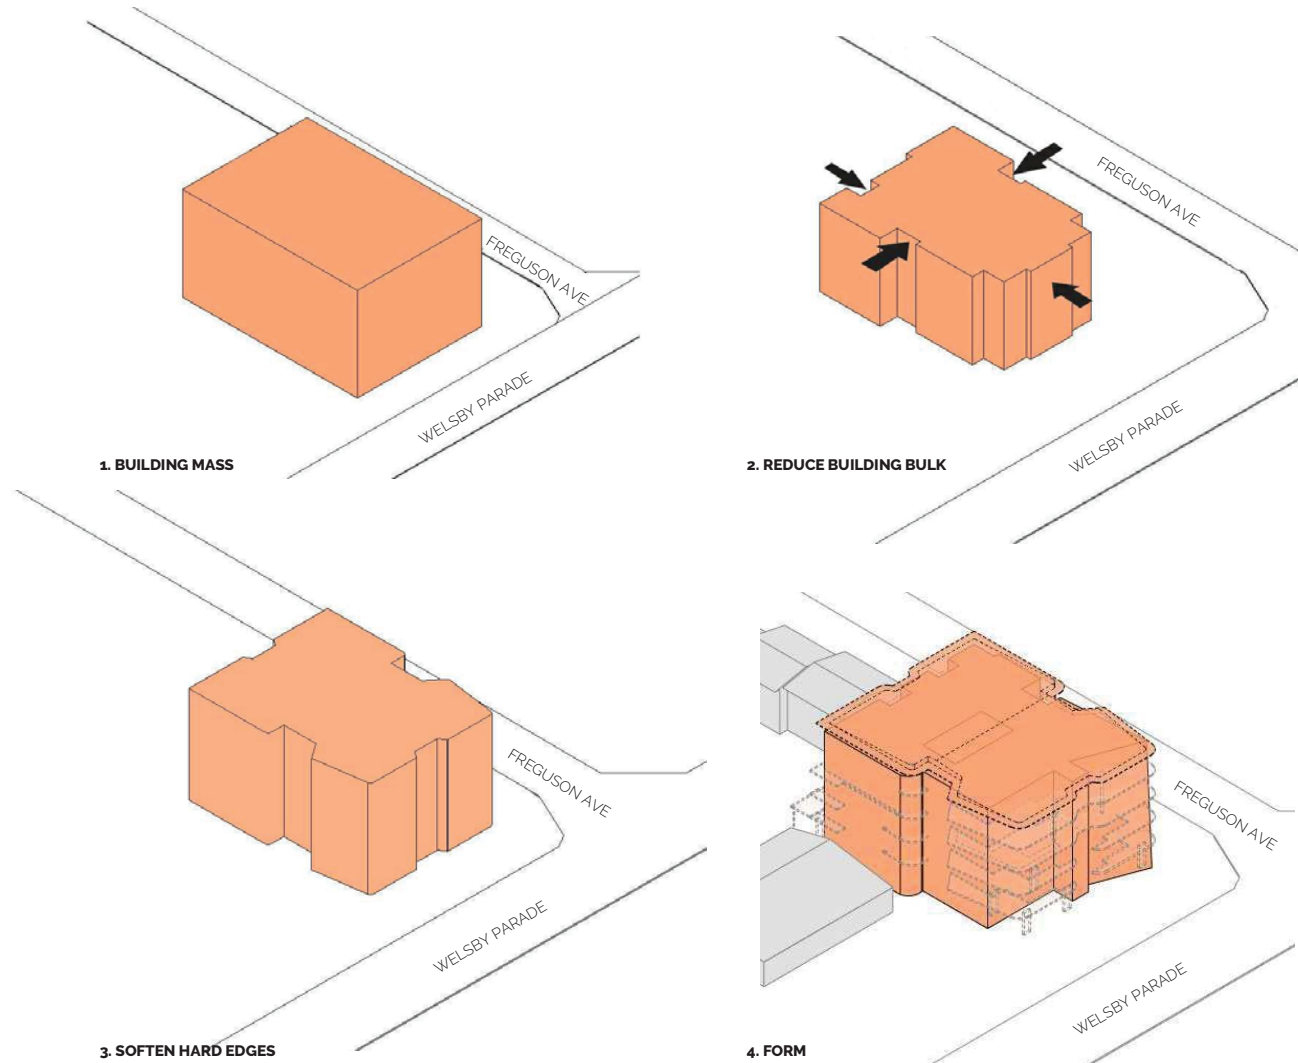 FREGUSON AVE
WELSBY PARADE
1. BUILDING MASS
FREGUSON AVE
WELSBY PARADE
2. REDUCE BUILDING BULK
FREGUSON AVE
WELSBY PARADE
3. SOFTEN HARD EDGES
FREGUSON AVE
WELSBY PARADE
4. FORM